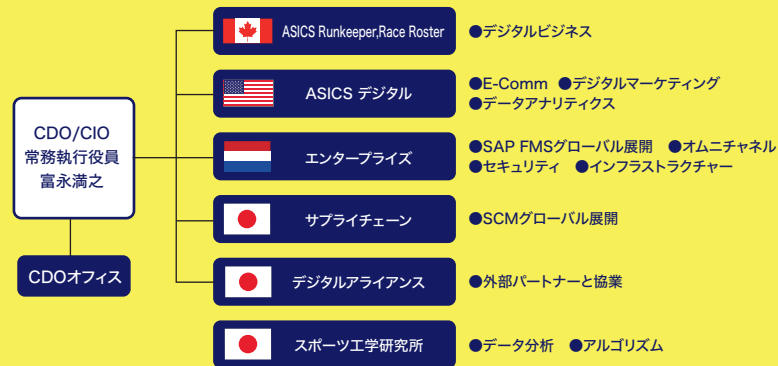 CDO/CIO
常務執行役員
富永満之
CDOオフィス
ASICS Runkeeper,Race Roster
●デジタルビジネス
ASICS デジタル
●E-Comm ●デジタルマーケティング
●データアナリティクス
エンタープライズ
●SAP FMSグローバル展開 ●オムニチャネル
●セキュリティ ●インフラストラクチャー
サプライチェーン
●SCMグローバル展開
デジタルアライアンス
●外部パートナーと協業
スポーツ工学研究所
●データ分析 ●アルゴリズム